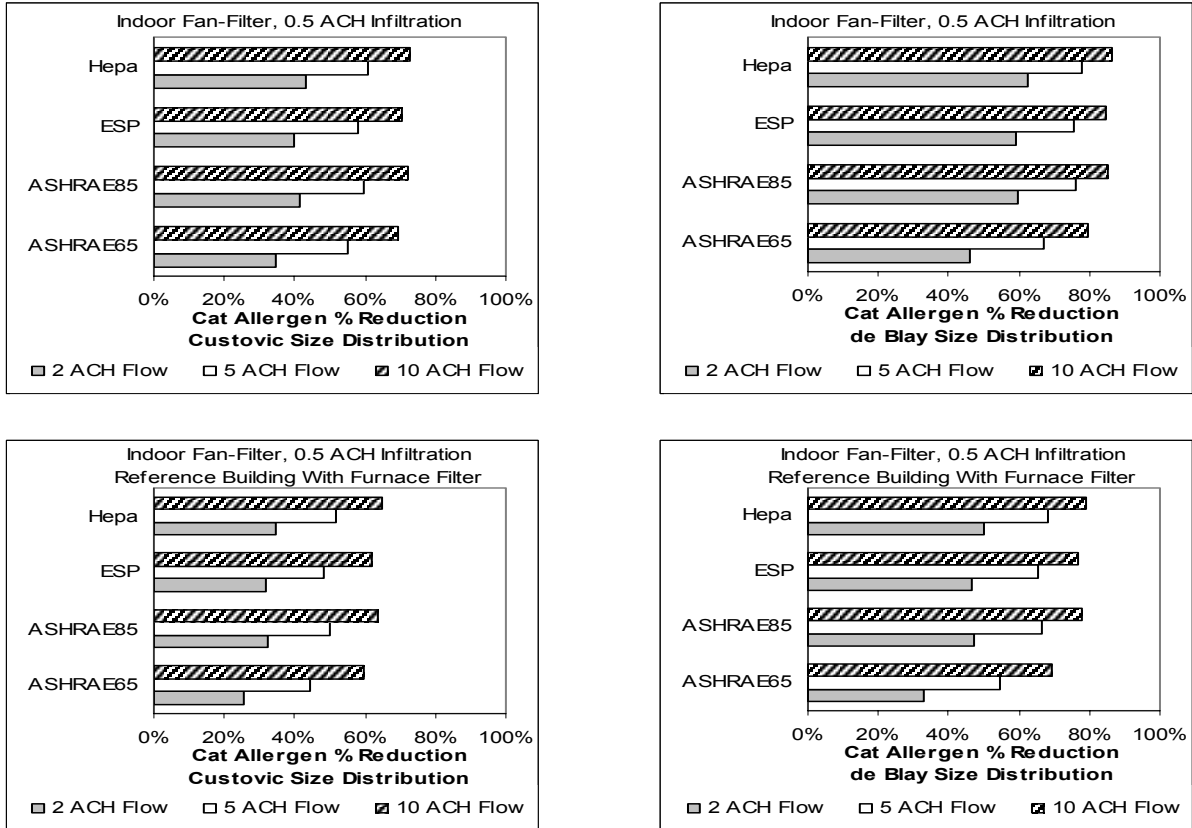 Indoor Fan-Filter, 0.5 ACH Infiltration
Hepa
ESP
ASHRAE85
ASHRAE65
0% 20% 40% 60% 80% 100%
Cat Allergen % Reduction
Custovic Size Distribution
2 ACH Flow 5 ACH Flow 10 ACH Flow
Indoor Fan-Filter, 0.5 ACH Infiltration
Hepa
ESP
ASHRAE85
ASHRAE65
0% 20% 40% 60% 80% 100%
Cat Allergen % Reduction
de Blay Size Distribution
2 ACH Flow 5 ACH Flow 10 ACH Flow
Indoor Fan-Filter, 0.5 ACH Infiltration
Reference Building With Furnace Filter
Hepa
ESP
ASHRAE85
ASHRAE65
0% 20% 40% 60% 80% 100%
Cat Allergen % Reduction
Custovic Size Distribution
2 ACH Flow 5 ACH Flow 10 ACH Flow
Indoor Fan-Filter, 0.5 ACH Infiltration
Reference Building With Furnace Filter
Hepa
ESP
ASHRAE85
ASHRAE65
0% 20% 40% 60% 80% 100%
Cat Allergen % Reduction
de Blay Size Distribution
2 ACH Flow 5 ACH Flow 10 ACH Flow